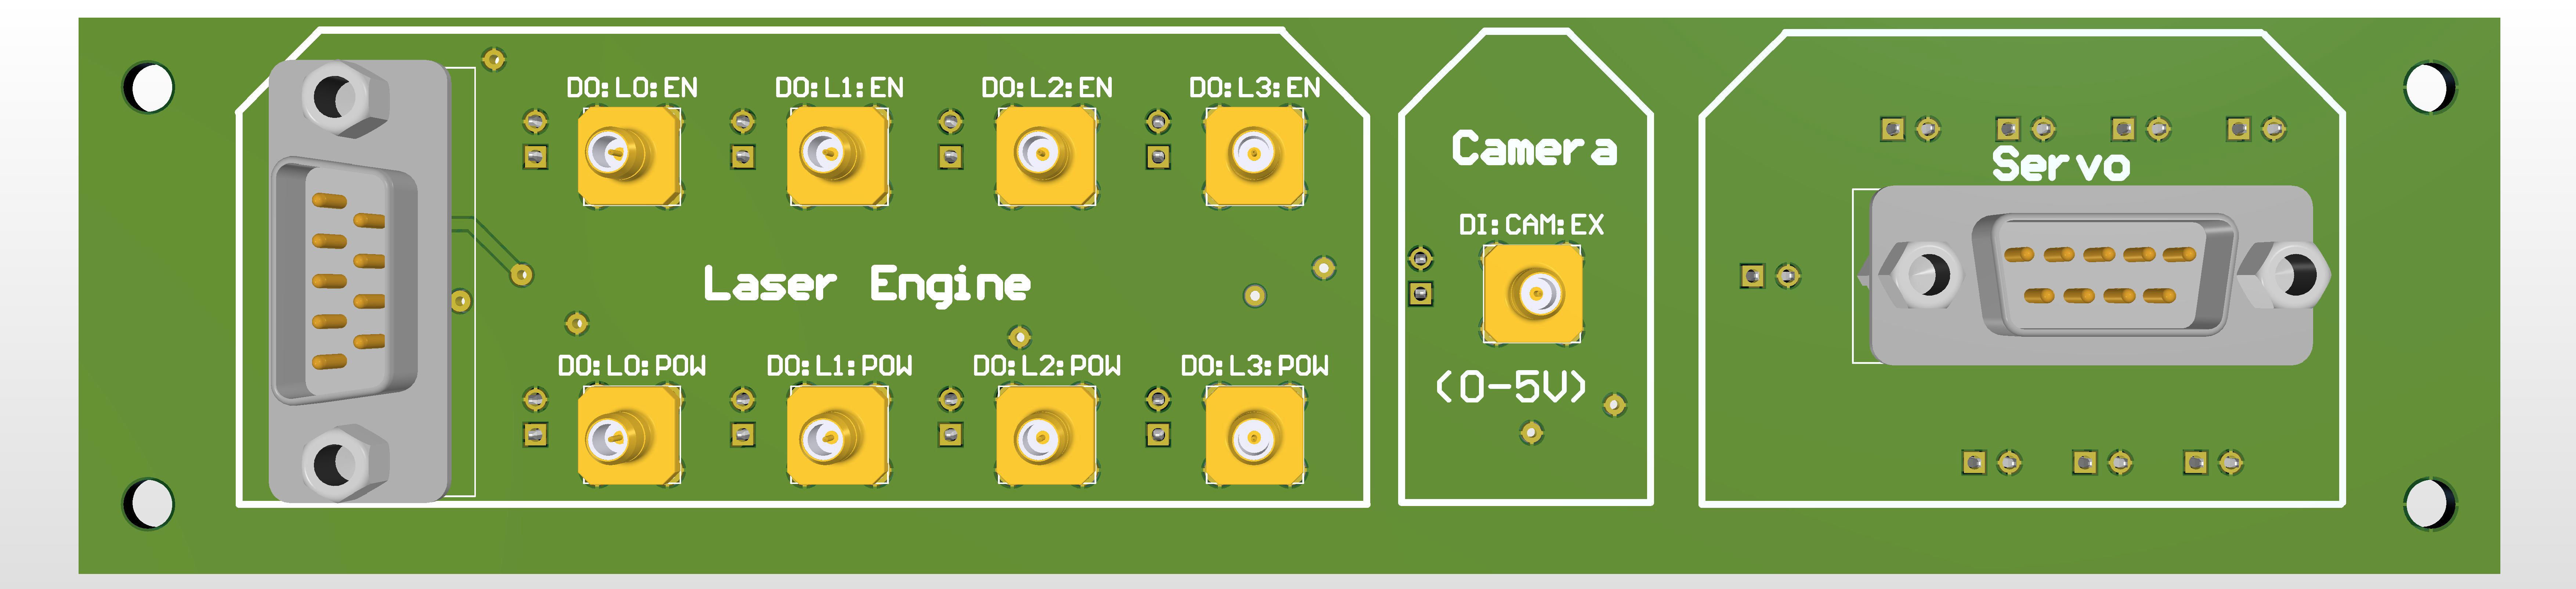 DO:L0:EN DO:L1:EN DO:L2:EN DO:L3:EN
Laser Engine
DO:L0:POW DO:L1:POW DO:L2:POW DO:L3:POW
Camera
DI:CAM:EX
(0-5V)
Servo